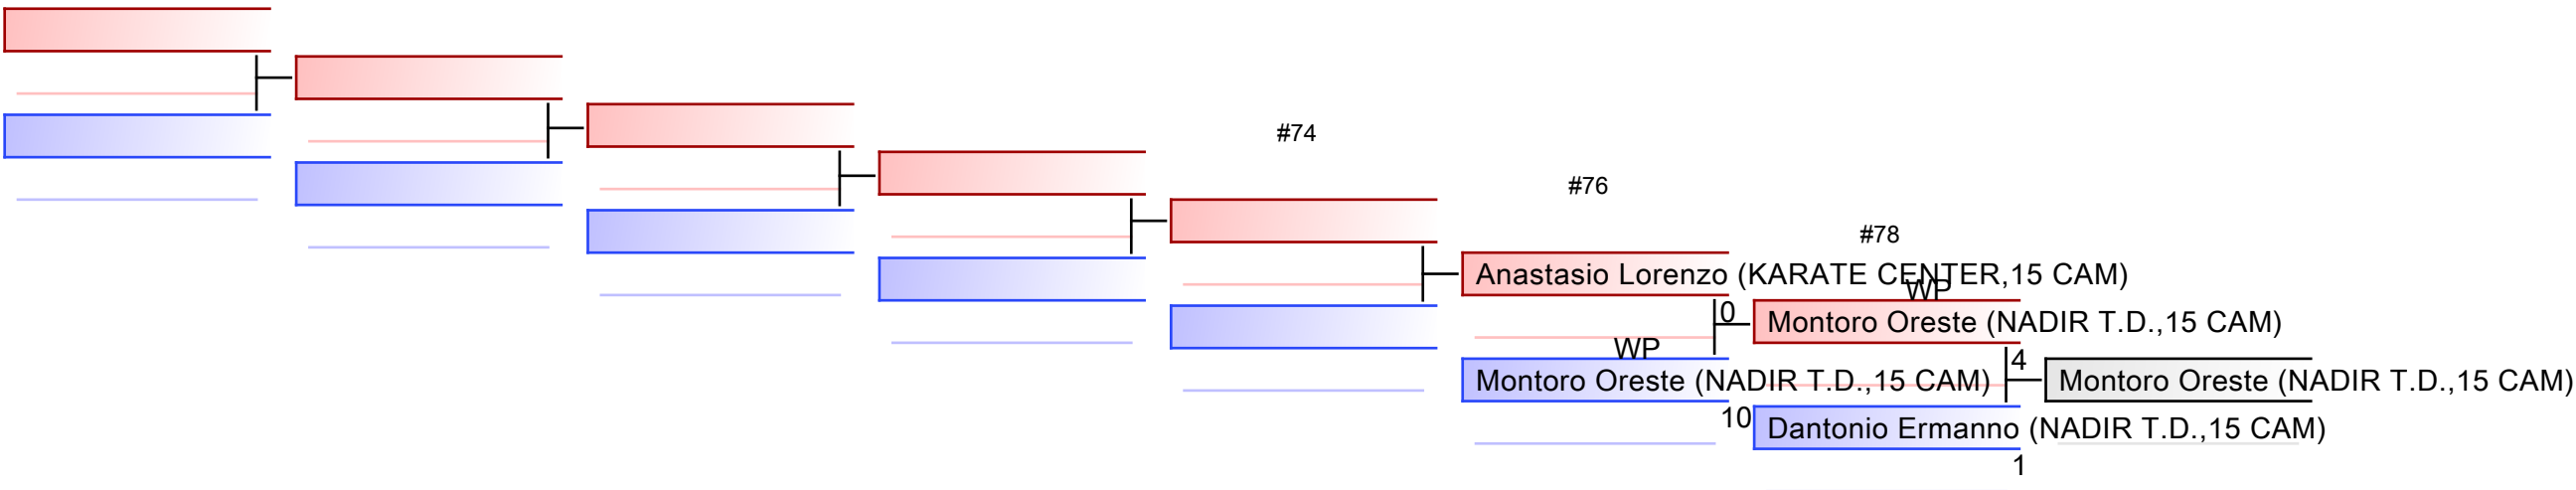 #74
#76
#78
Anastasio Lorenzo (KARATE CENTER,15 CAM)
WP
0
Montoro Oreste (NADIR T.D.,15 CAM)
WP
4
Montoro Oreste (NADIR T.D.,15 CAM)
Montoro Oreste (NADIR T.D.,15 CAM)
10
Dantonio Ermanno (NADIR T.D.,15 CAM)
1